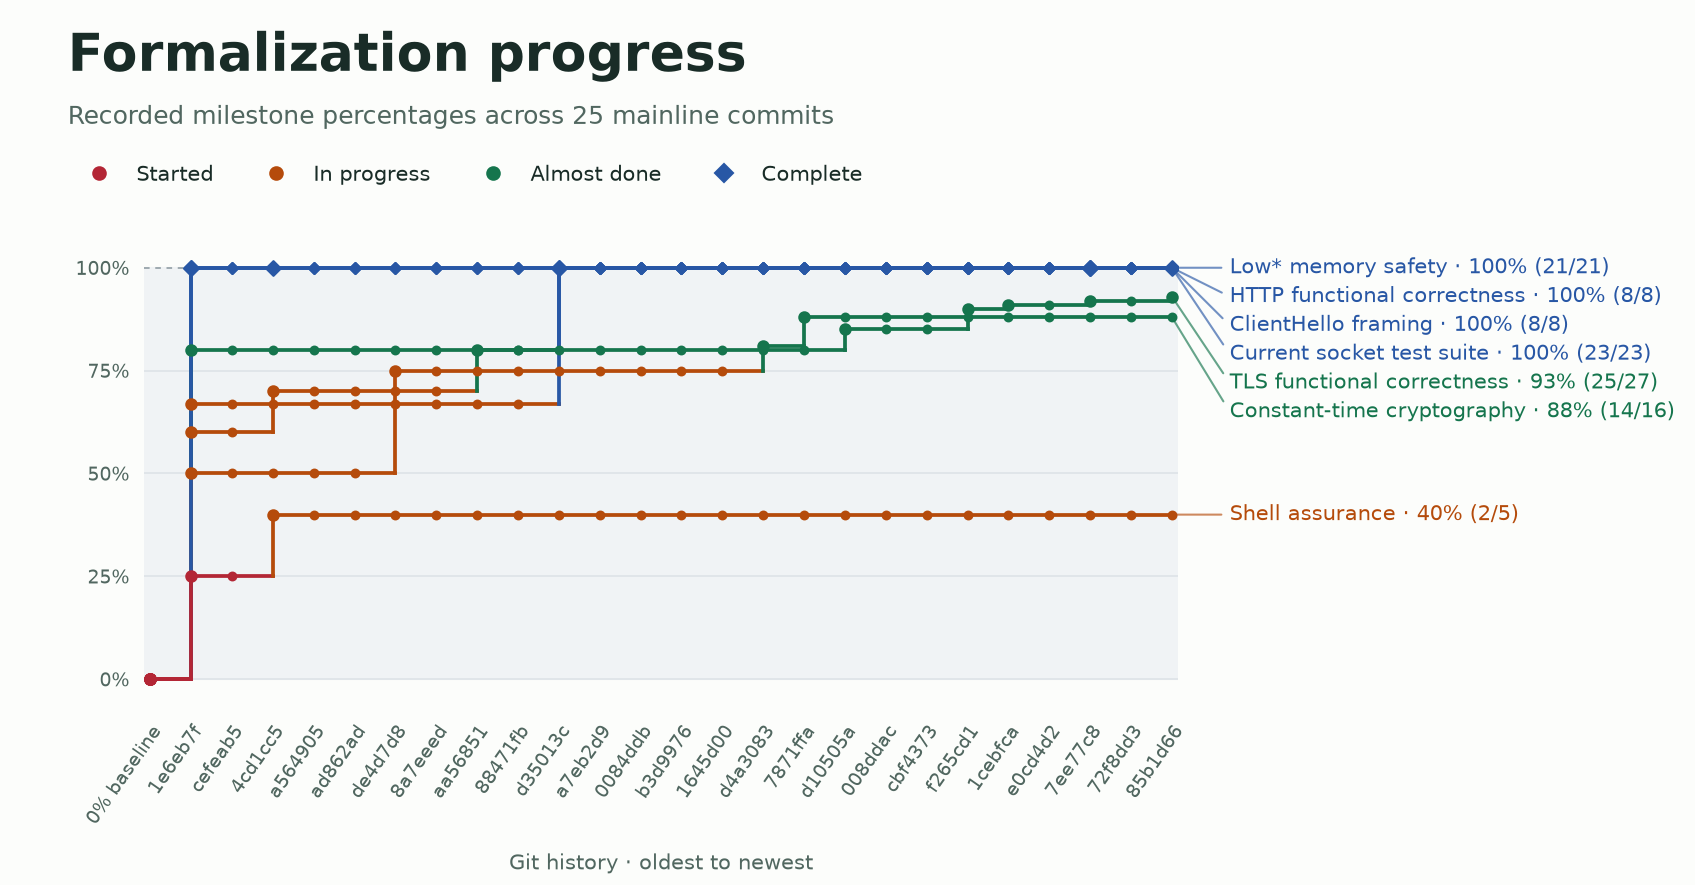 Formalization progress
Recorded milestone percentages across 25 mainline commits
Started
In progress
Almost done
Complete
100%
75%
50%
25%
0%
Low* memory safety · 100% (21/21)
HTTP functional correctness · 100% (8/8)
ClientHello framing · 100% (8/8)
Current socket test suite · 100% (23/23)
TLS functional correctness · 93% (25/27)
Constant-time cryptography · 88% (14/16)
Shell assurance · 40% (2/5)
0% baseline
1e6eb7f
cefeab5
4cd1cc5
a564905
ad862ad
de4d7d8
8a7eeed
aa56851
88471fb
d35013c
a7eb2d9
0084ddb
b3d9976
1645d00
d4a3083
7871ffa
d10505a
008ddac
cbf4373
f265cd1
1cebfca
e0cd4d2
7ee77c8
72f8dd3
85b1d66
Git history · oldest to newest